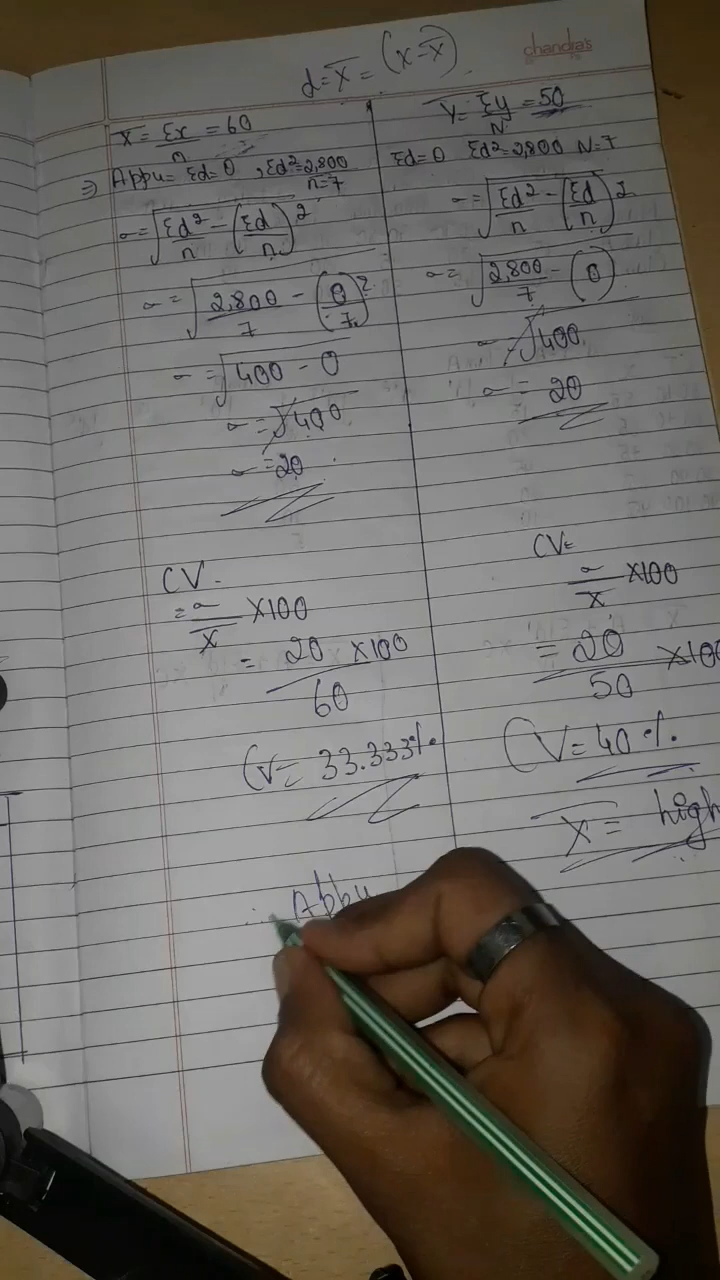 chandras
d = x̄ = (x-x̄)
X̄ = Σx/n = 60
⇒ Appu = Σd=0 , Σd²=2,800
n=7
σ = √Σd²/n - (Σd/n)²
σ = √2,800/7 - (0/7)²
σ = √400 - 0
σ = √400
σ = 20
CV.
= σ/x̄ ×100
= 20/60 ×100
CV = 33.333%
∴ Appu
Y̅ = Σy/N = 50
Σd=0 Σd²=2,800 N=7
σ = √Σd²/n - (Σd/n)²
σ = √2,800/7 - (0)
σ √400
σ = 20
CV=
σ/x̄ ×100
= 20/50 ×100
CV = 40%
X̄ = high